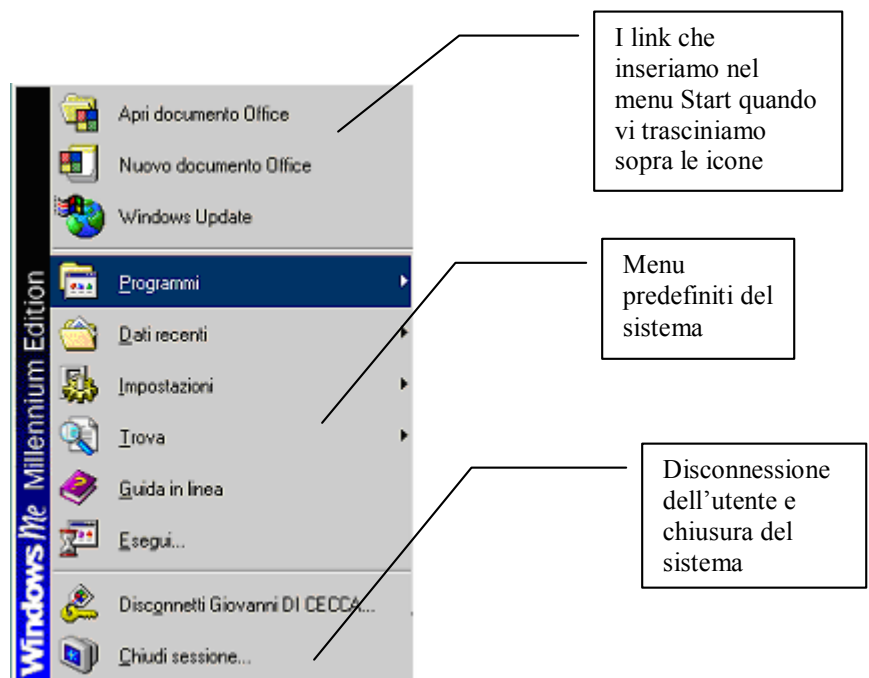 I link che
inseriamo nel
menu Start quando
vi trasciniamo
sopra le icone
Apri documento Office
Nuovo documento Office
Windows Update
Programmi
Dati recenti
Impostazioni
Trova
Guida in linea
Esegui...
Disconnetti Giovanni DI CECCA...
Chiudi sessione...
Windows Me Millennium Edition
Menu
predefiniti del
sistema
Disconnessione
dell’utente e
chiusura del
sistema